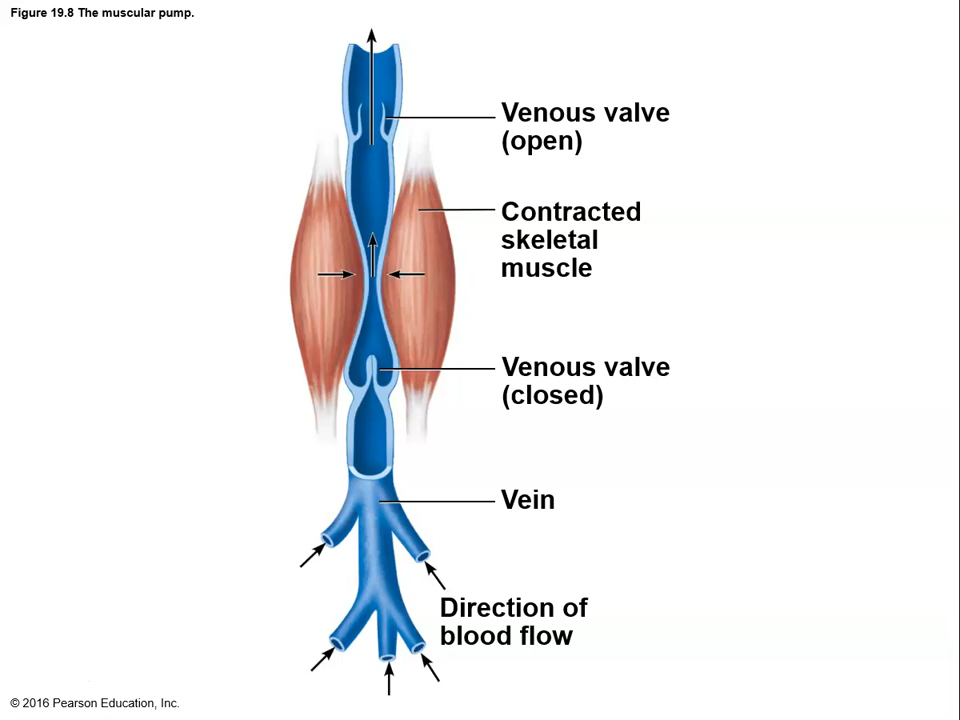 Figure 19.8 The muscular pump.
Venous valve
(open)
Contracted
skeletal
muscle
Venous valve
(closed)
Vein
Direction of
blood flow
© 2016 Pearson Education, Inc.